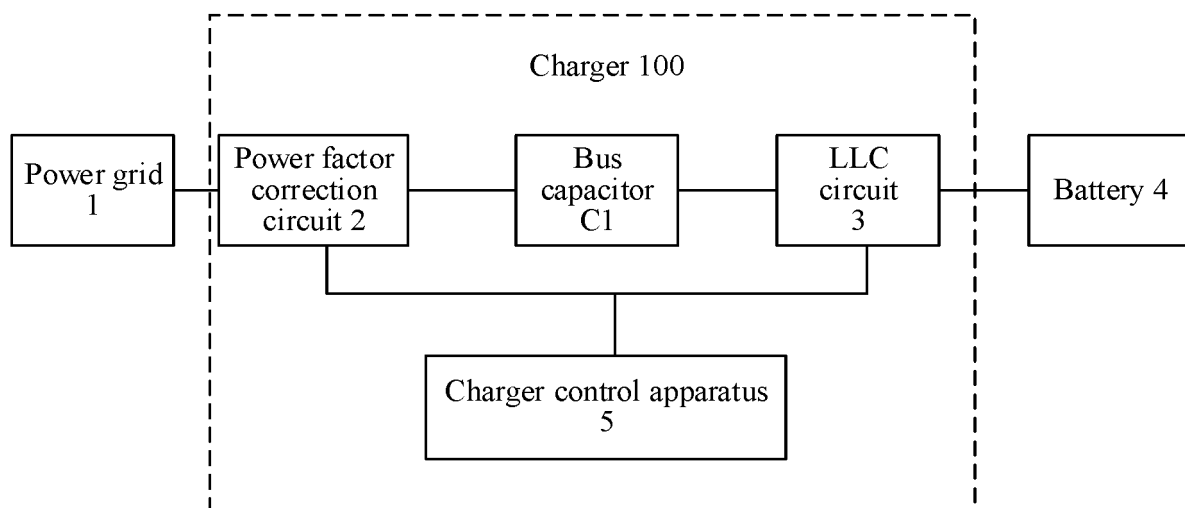 Charger 100
Power grid
1
Power factor
correction
circuit 2
Bus
capacitor
C1
LLC
circuit
3
Battery 4
Charger control apparatus
5